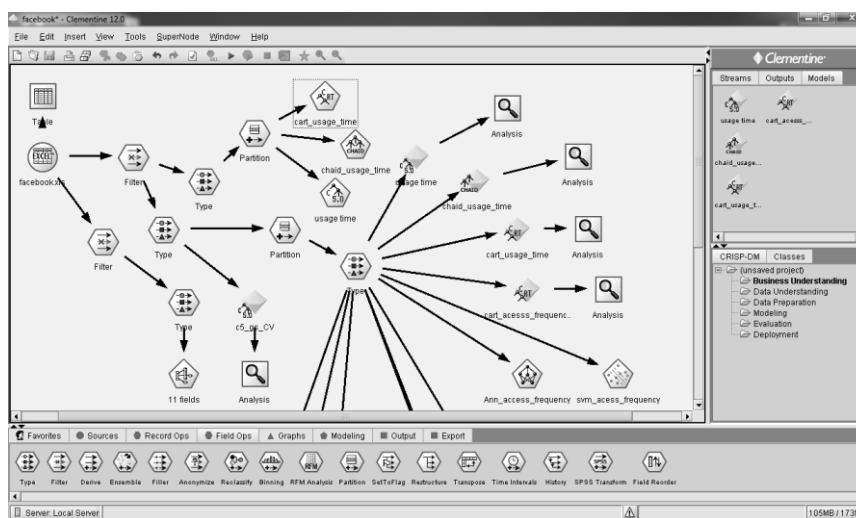 facebook* - Clementine 12.0
File Edit Insert View Tools SuperNode Window Help
Clementine
Streams Outputs Models
usage time cart_acess_...
chaid_usage...
cart_usage_t...
Table
cart_usage_time
Analysis
Partition
chaid_usage_time
facebook.xls
Filter
Type
usage time
usage time
Analysis
chaid_usage_time
Filter
Type
Partition
cart_usage_time
Analysis
Type
cart_acesss_frequenc...
Analysis
Type
c5_ps_CV
11 fields
Analysis
Ann_access_frequency
svm_acess_frequency
CRISP-DM Classes
(unsaved project)
Business Understanding
Data Understanding
Data Preparation
Modeling
Evaluation
Deployment
Favorites Sources Record Ops Field Ops Graphs Modeling Output Export
Type Filter Derive Ensemble Filler Anonymize Reclassify Binning RFM Analysis Partition SetToFlag Restructure Transpose Time Intervals History SPSS Transform Field Reorder
Server: Local Server
105MB / 173